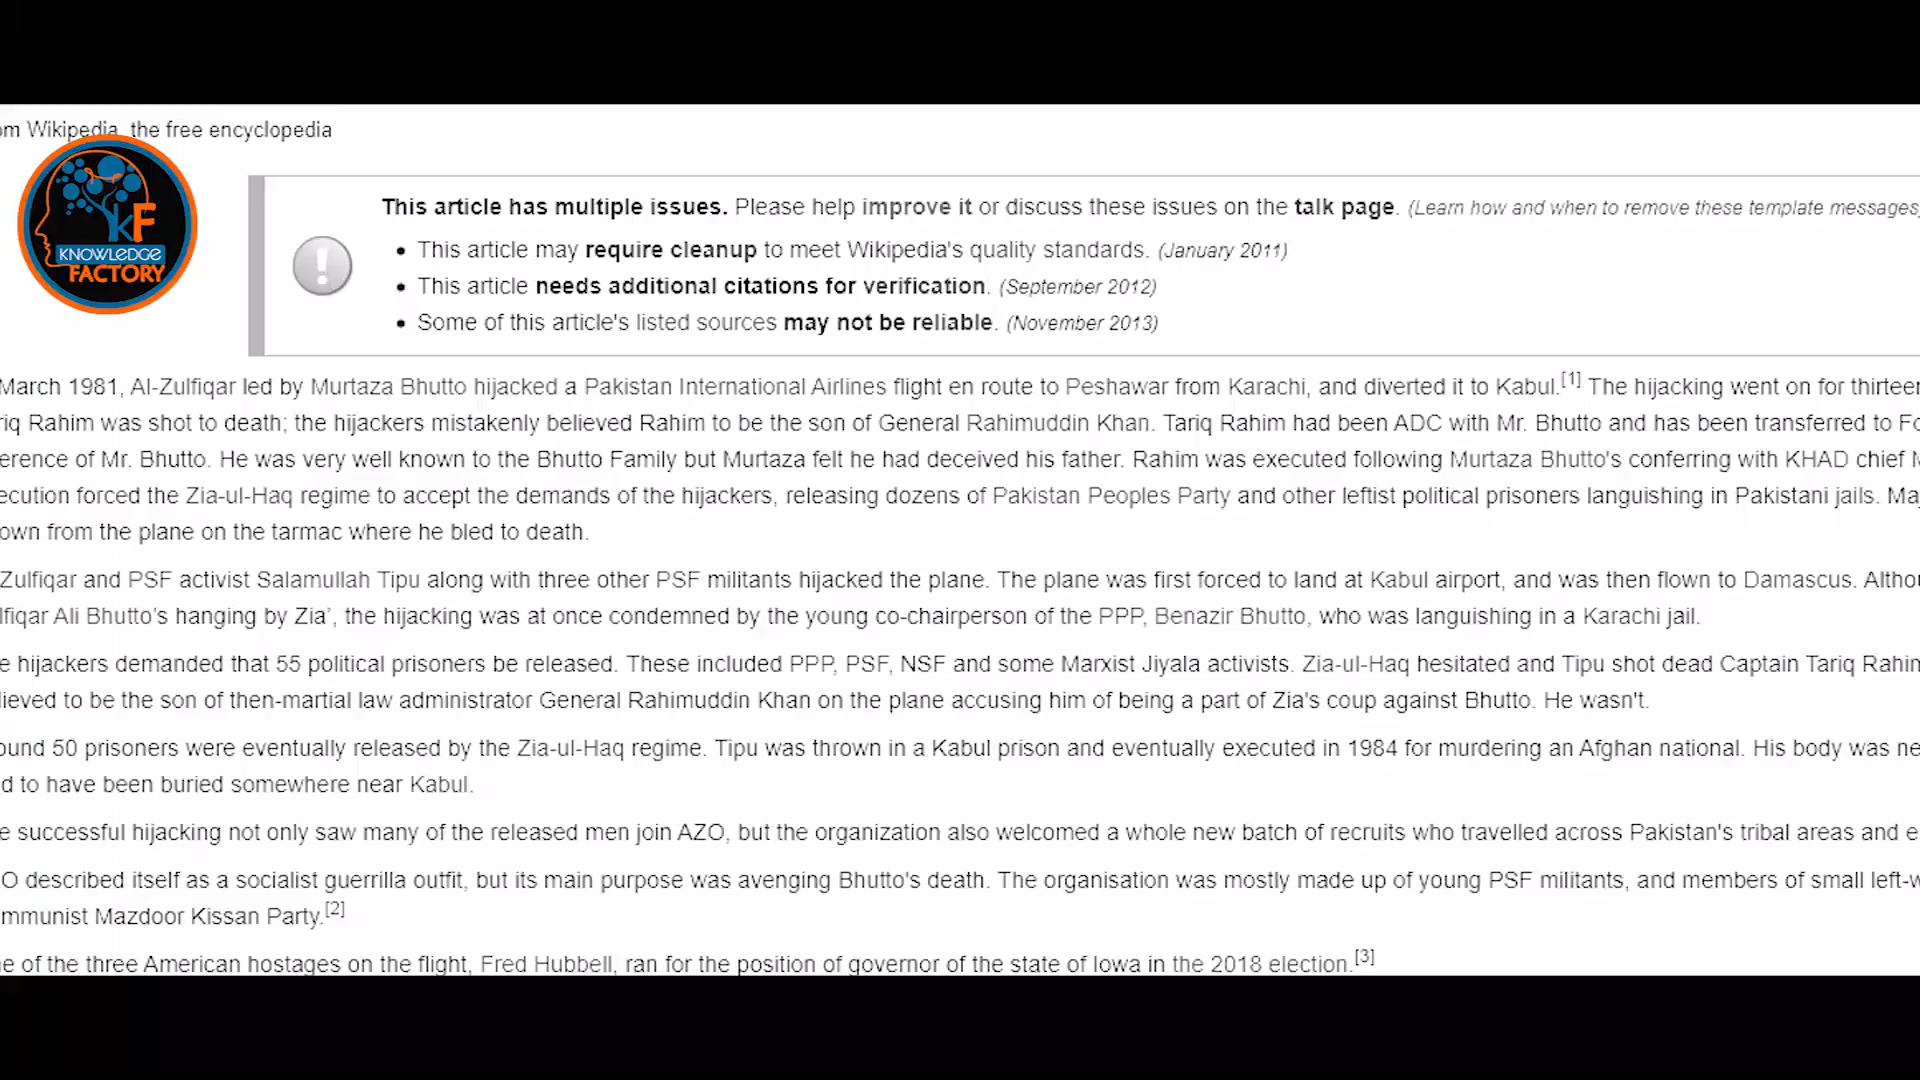 om Wikipedia, the free encyclopedia
KF
KNOWLEDGE
FACTORY
This article has multiple issues. Please help improve it or discuss these issues on the talk page. (Learn how and when to remove these template messages)
• This article may require cleanup to meet Wikipedia's quality standards. (January 2011)
• This article needs additional citations for verification. (September 2012)
• Some of this article's listed sources may not be reliable. (November 2013)
March 1981, Al-Zulfiqar led by Murtaza Bhutto hijacked a Pakistan International Airlines flight en route to Peshawar from Karachi, and diverted it to Kabul.[1] The hijacking went on for thirteen
riq Rahim was shot to death; the hijackers mistakenly believed Rahim to be the son of General Rahimuddin Khan. Tariq Rahim had been ADC with Mr. Bhutto and has been transferred to Fo
erence of Mr. Bhutto. He was very well known to the Bhutto Family but Murtaza felt he had deceived his father. Rahim was executed following Murtaza Bhutto's conferring with KHAD chief M
ecution forced the Zia-ul-Haq regime to accept the demands of the hijackers, releasing dozens of Pakistan Peoples Party and other leftist political prisoners languishing in Pakistani jails. Ma
own from the plane on the tarmac where he bled to death.
Zulfiqar and PSF activist Salamullah Tipu along with three other PSF militants hijacked the plane. The plane was first forced to land at Kabul airport, and was then flown to Damascus. Altho
lfiqar Ali Bhutto's hanging by Zia', the hijacking was at once condemned by the young co-chairperson of the PPP, Benazir Bhutto, who was languishing in a Karachi jail.
e hijackers demanded that 55 political prisoners be released. These included PPP, PSF, NSF and some Marxist Jiyala activists. Zia-ul-Haq hesitated and Tipu shot dead Captain Tariq Rahim
lieved to be the son of then-martial law administrator General Rahimuddin Khan on the plane accusing him of being a part of Zia's coup against Bhutto. He wasn't.
ound 50 prisoners were eventually released by the Zia-ul-Haq regime. Tipu was thrown in a Kabul prison and eventually executed in 1984 for murdering an Afghan national. His body was ne
d to have been buried somewhere near Kabul.
e successful hijacking not only saw many of the released men join AZO, but the organization also welcomed a whole new batch of recruits who travelled across Pakistan's tribal areas and e
O described itself as a socialist guerrilla outfit, but its main purpose was avenging Bhutto's death. The organisation was mostly made up of young PSF militants, and members of small left-w
mmunist Mazdoor Kissan Party.[2]
e of the three American hostages on the flight, Fred Hubbell, ran for the position of governor of the state of Iowa in the 2018 election.[3]